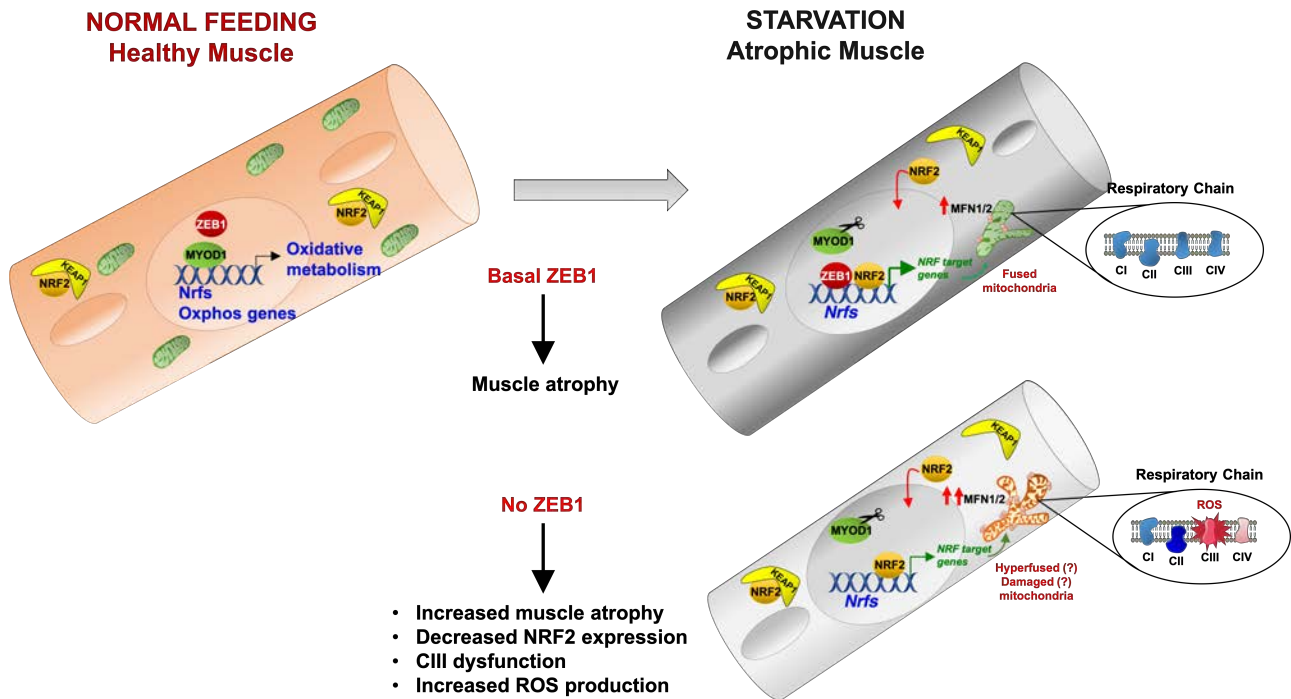 NORMAL FEEDING
Healthy Muscle
STARVATION
Atrophic Muscle
KEAP1
NRF2
ZEB1
MYOD1
Nrfs
Oxphos genes
Oxidative
metabolism
KEAP1
NRF2
Basal ZEB1
Muscle atrophy
KEAP1
NRF2
MFN1/2
MYOD1
ZEB1
NRF2
NRF target
genes
Nrfs
KEAP1
NRF2
Fused
mitochondria
Respiratory Chain
CI
CII
CIII
CIV
No ZEB1
• Increased muscle atrophy
• Decreased NRF2 expression
• CIII dysfunction
• Increased ROS production
KEAP1
NRF2
MFN1/2
MYOD1
NRF2
NRF target
genes
Nrfs
KEAP1
NRF2
Hyperfused (?)
Damaged (?)
mitochondria
Respiratory Chain
ROS
CI
CII
CIII
CIV